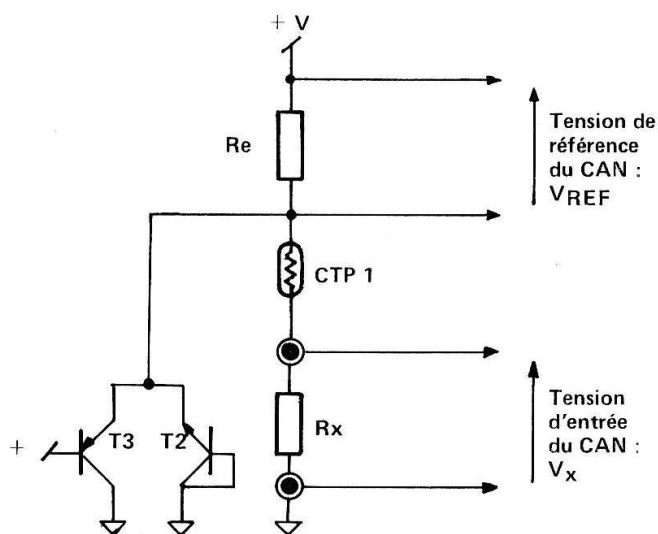 + V
Re
Tension de
référence
du CAN :
VREF
CTP 1
+
T3
T2
Rx
Tension
d'entrée
du CAN :
Vx